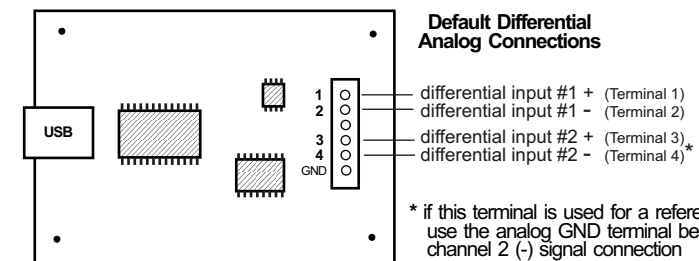 Default Differential
Analog Connections
USB
1
2
3
4
GND
differential input #1 + (Terminal 1)
differential input #1 - (Terminal 2)
differential input #2 + (Terminal 3)
differential input #2 - (Terminal 4)*
* if this terminal is used for a
use the analog GND terminal
channel 2 (-) signal connection